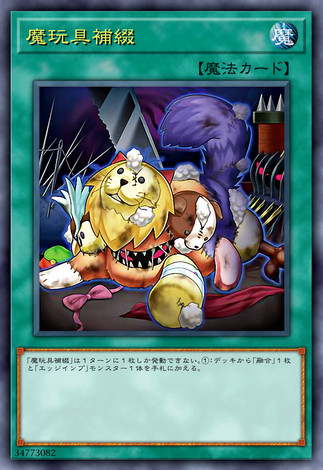 魔玩具補綴
魔
【魔法カード】
「魔玩具補綴」は１ターンに１枚しか発動できない。①：デッキから「融合」１枚
と「エッジインプ」モンスター１体を手札に加える。
34773082